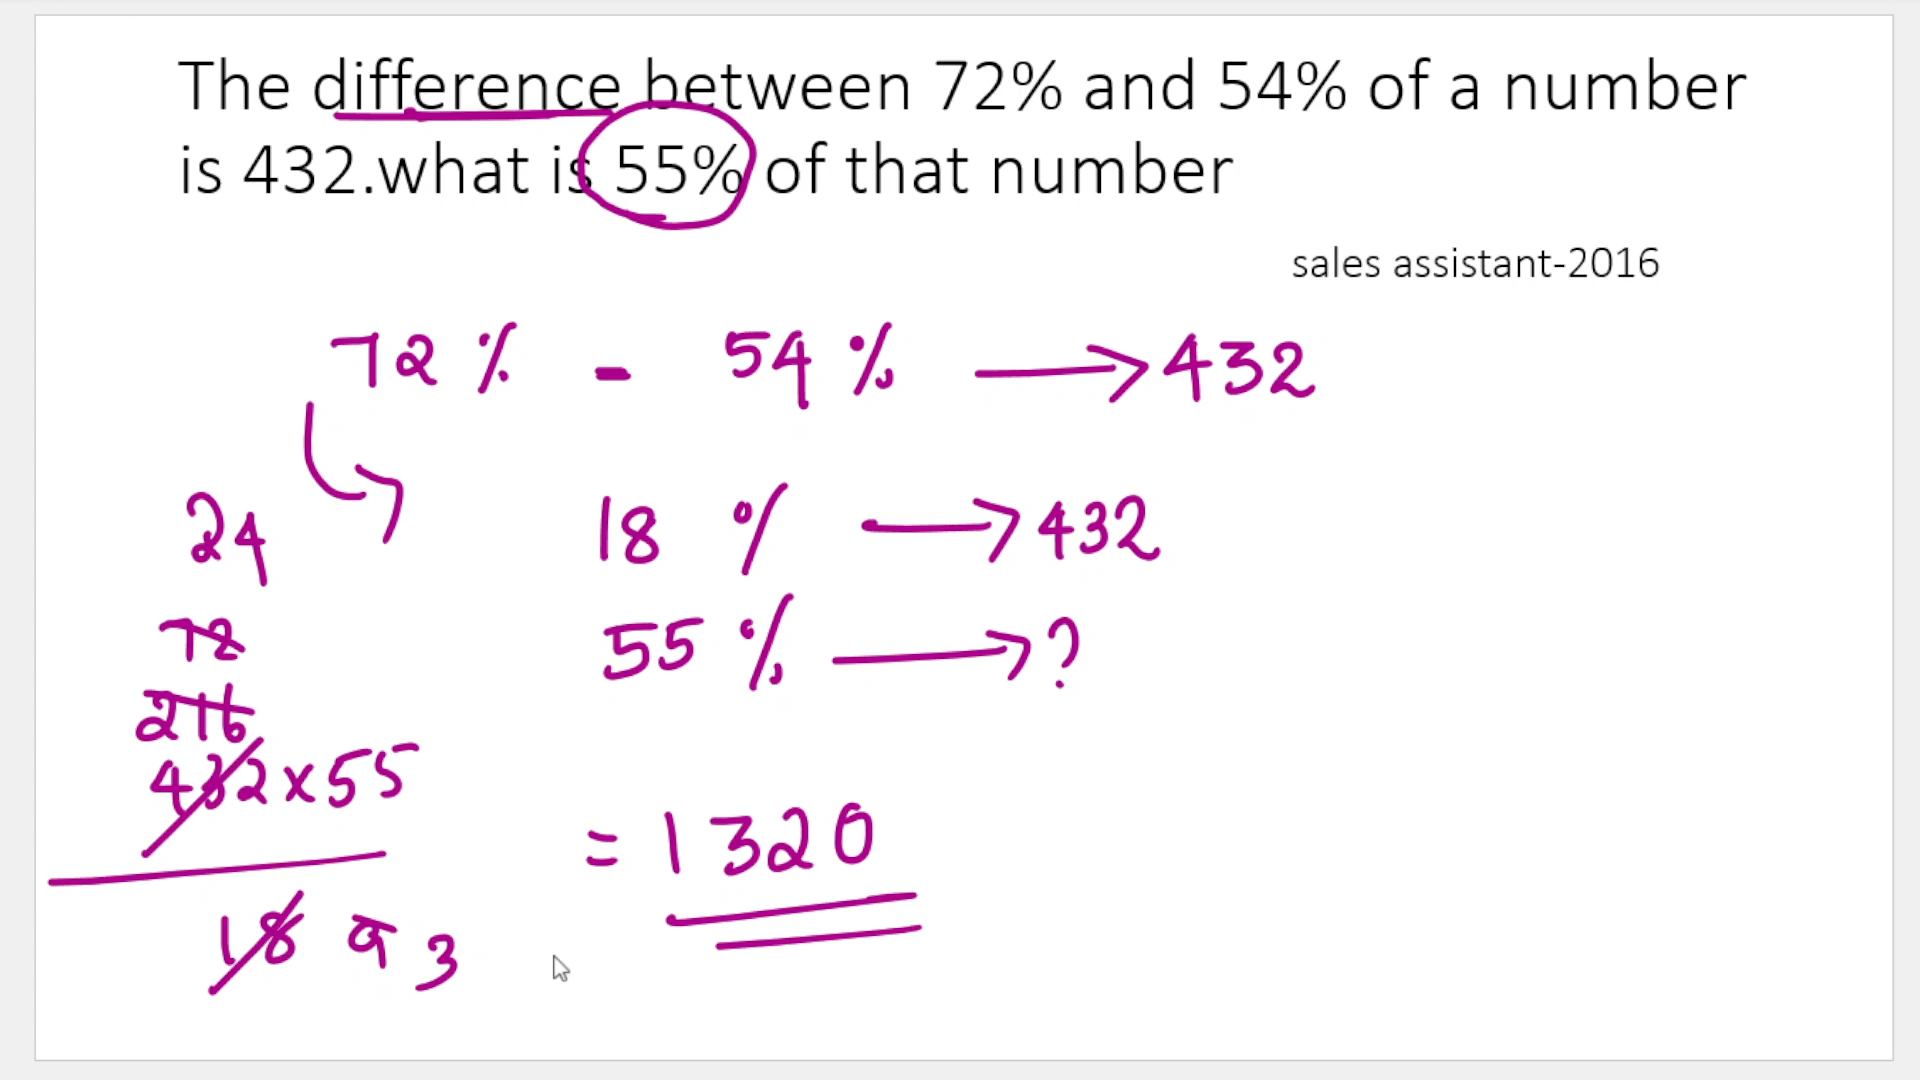 The difference between 72% and 54% of a number
is 432.what is 55% of that number
sales assistant-2016
72 % - 54 % → 432
24
18 % → 432
72
55 % → ?
216
432 x 55
= 1320
18 9 3